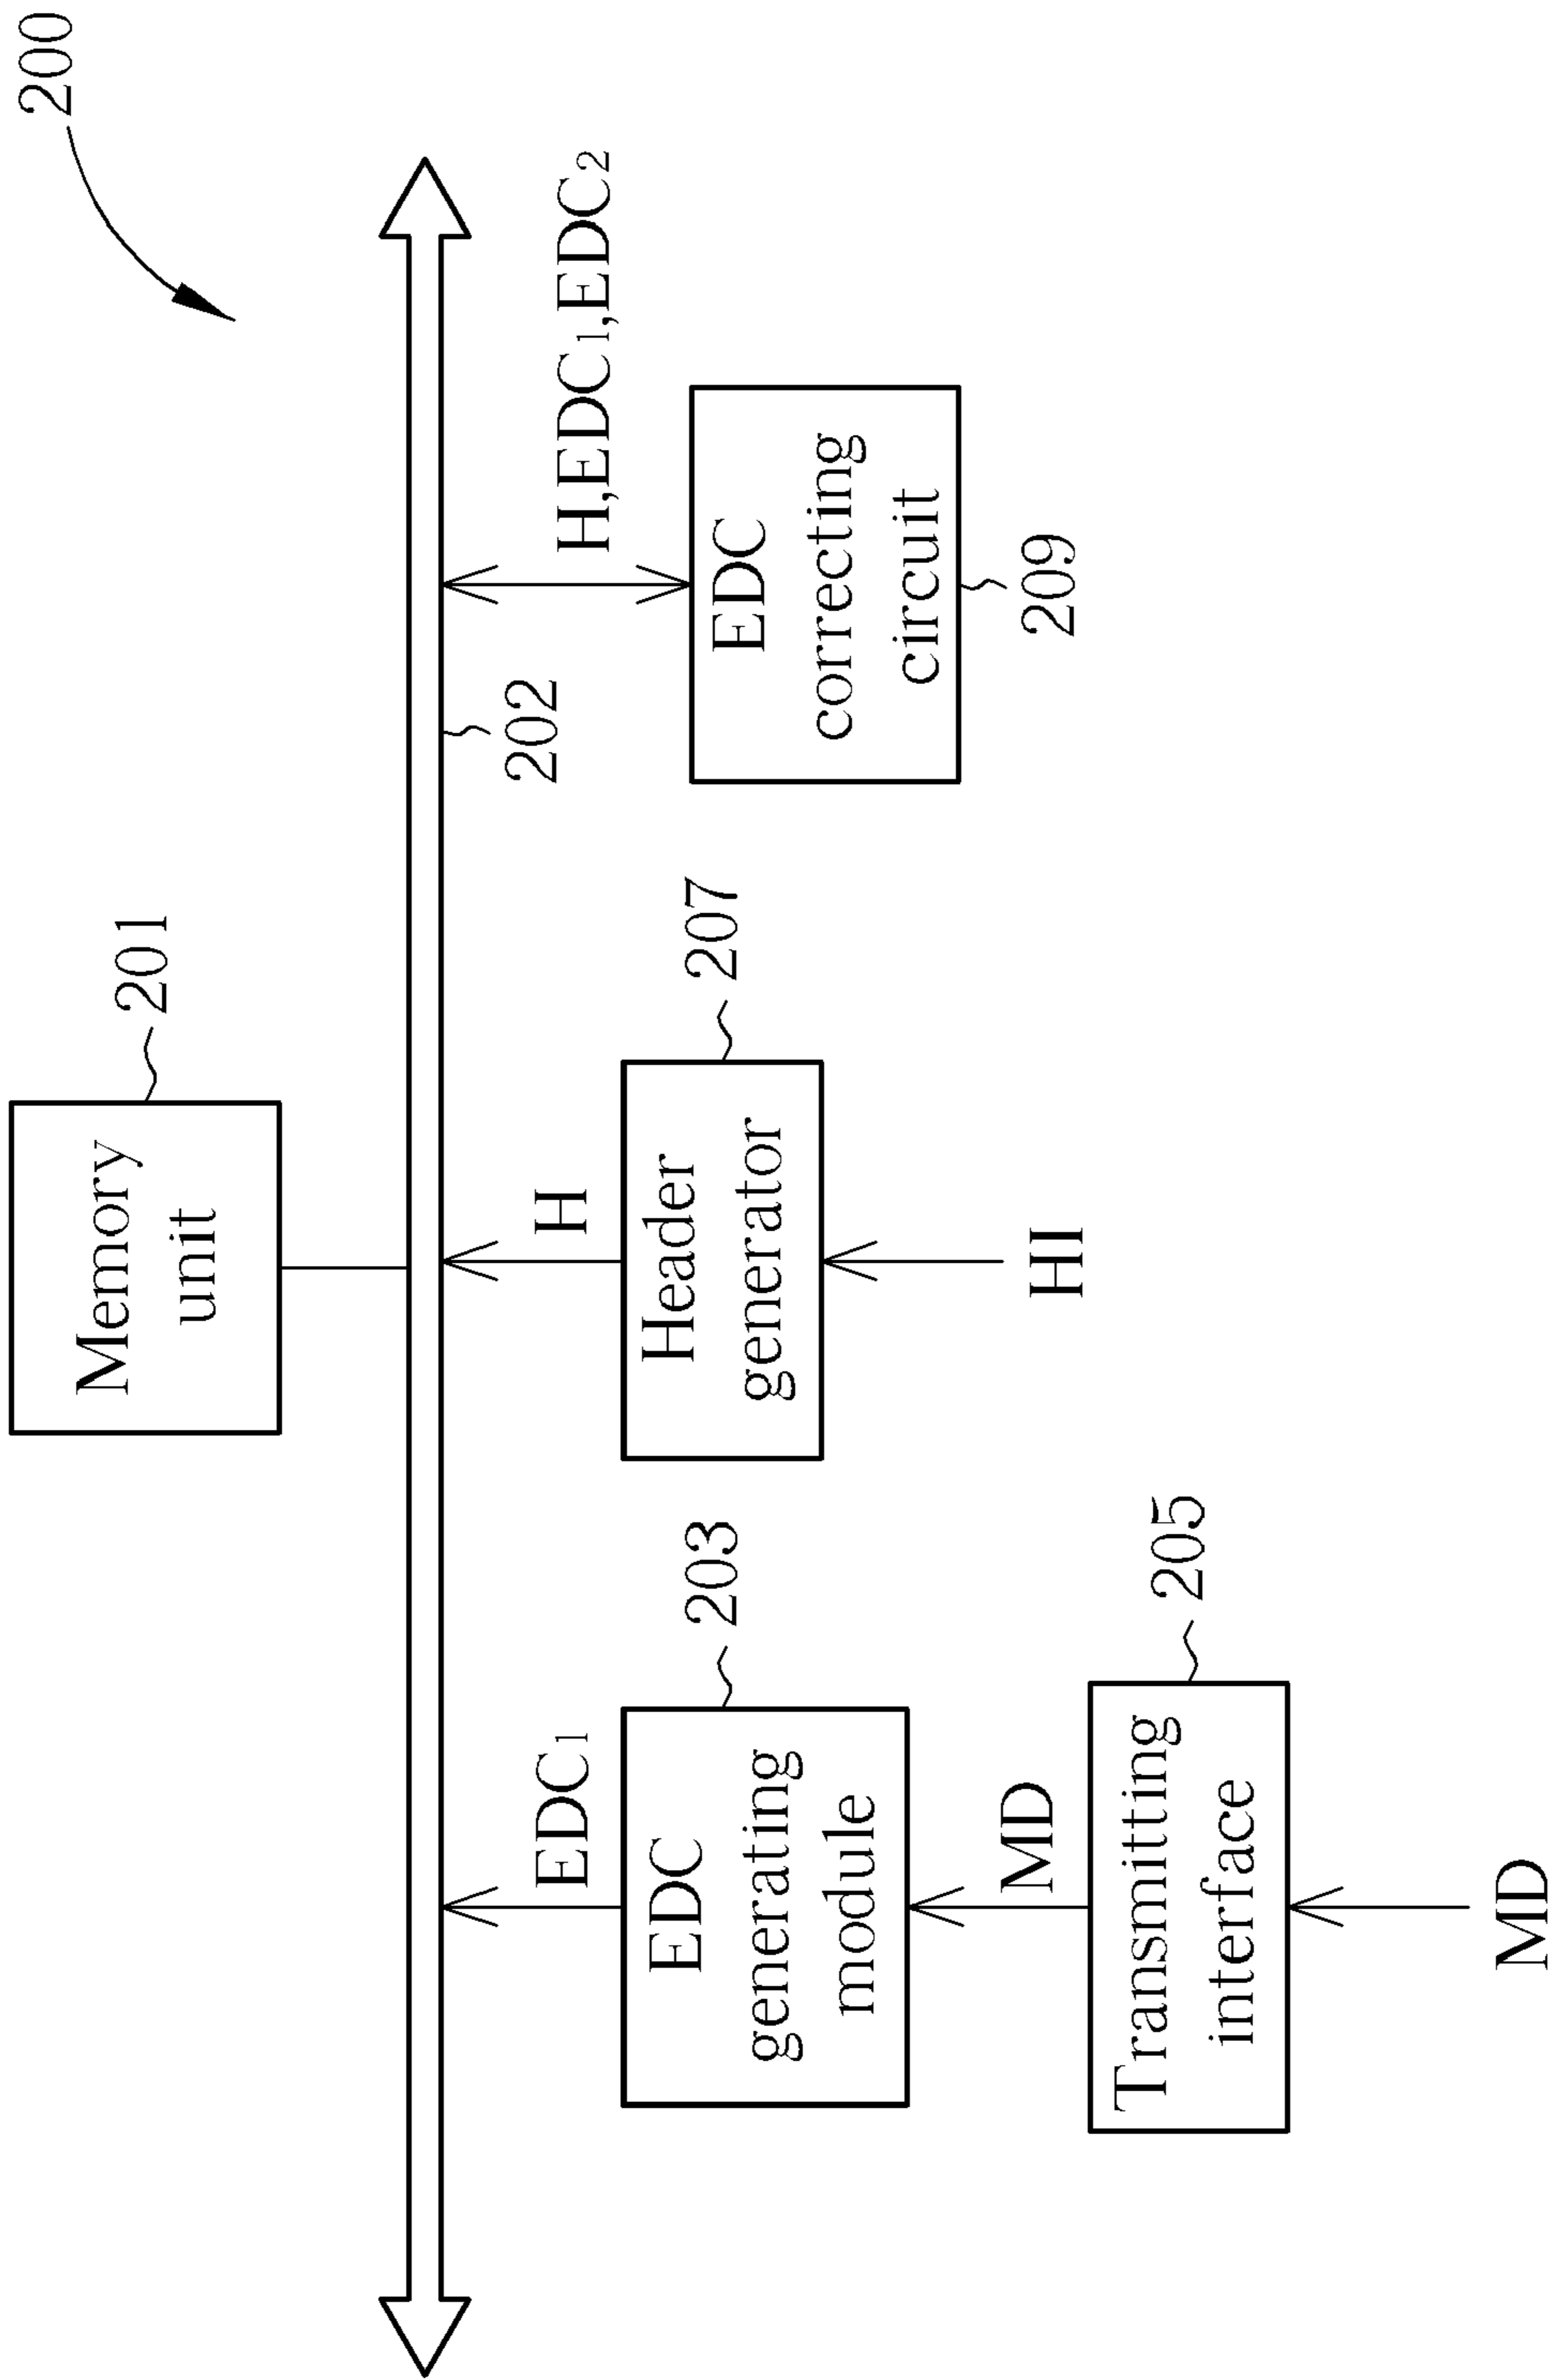 200
Memory
unit
201
202
EDC1
H
H,EDC1,EDC2
EDC
generating
module
203
Header
generator
207
EDC
correcting
circuit
209
MD
HI
Transmitting
interface
205
MD